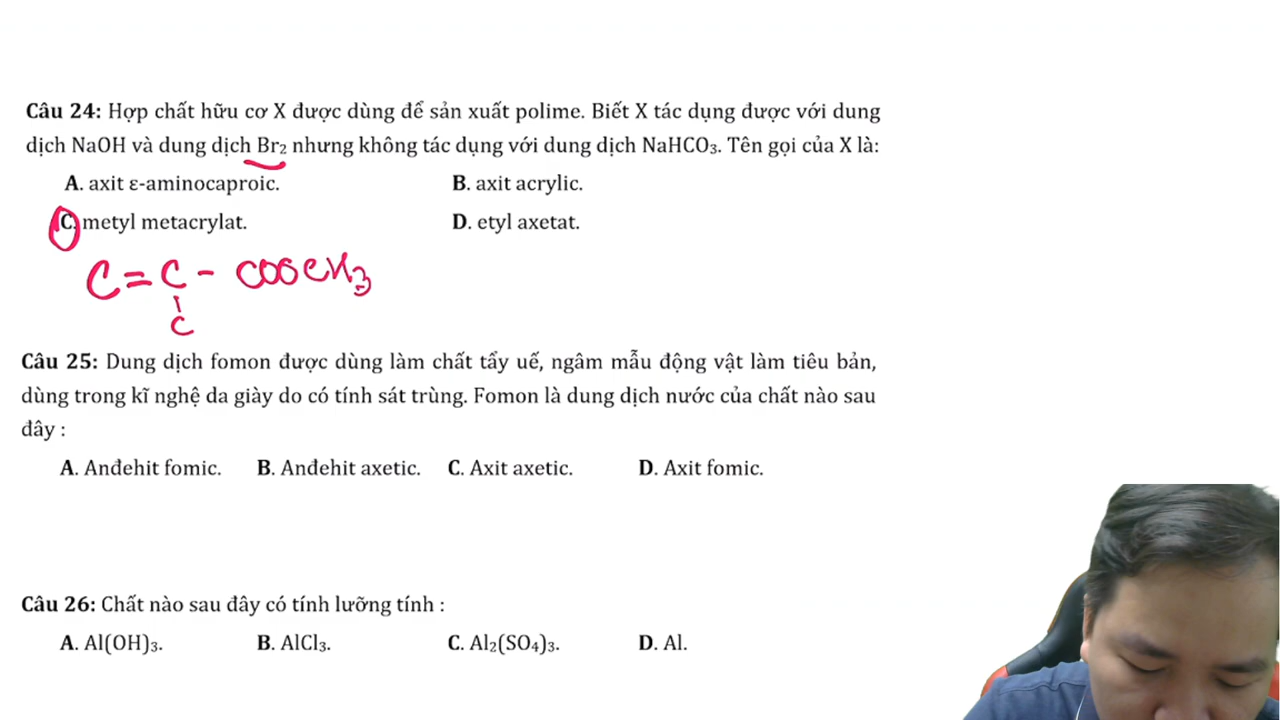 Câu 24: Hợp chất hữu cơ X được dùng để sản xuất polime. Biết X tác dụng được với dung
dịch NaOH và dung dịch Br₂ nhưng không tác dụng với dung dịch NaHCO₃. Tên gọi của X là:
A. axit ε-aminocaproic. B. axit acrylic.
C. metyl metacrylat. D. etyl axetat.
C = C - COOCH₃
C
Câu 25: Dung dịch fomon được dùng làm chất tẩy uế, ngâm mẫu động vật làm tiêu bản,
dùng trong kĩ nghệ da giày do có tính sát trùng. Fomon là dung dịch nước của chất nào sau
đây :
A. Anđehit fomic. B. Anđehit axetic. C. Axit axetic. D. Axit fomic.
Câu 26: Chất nào sau đây có tính lưỡng tính :
A. Al(OH)₃. B. AlCl₃. C. Al₂(SO₄)₃. D. Al.